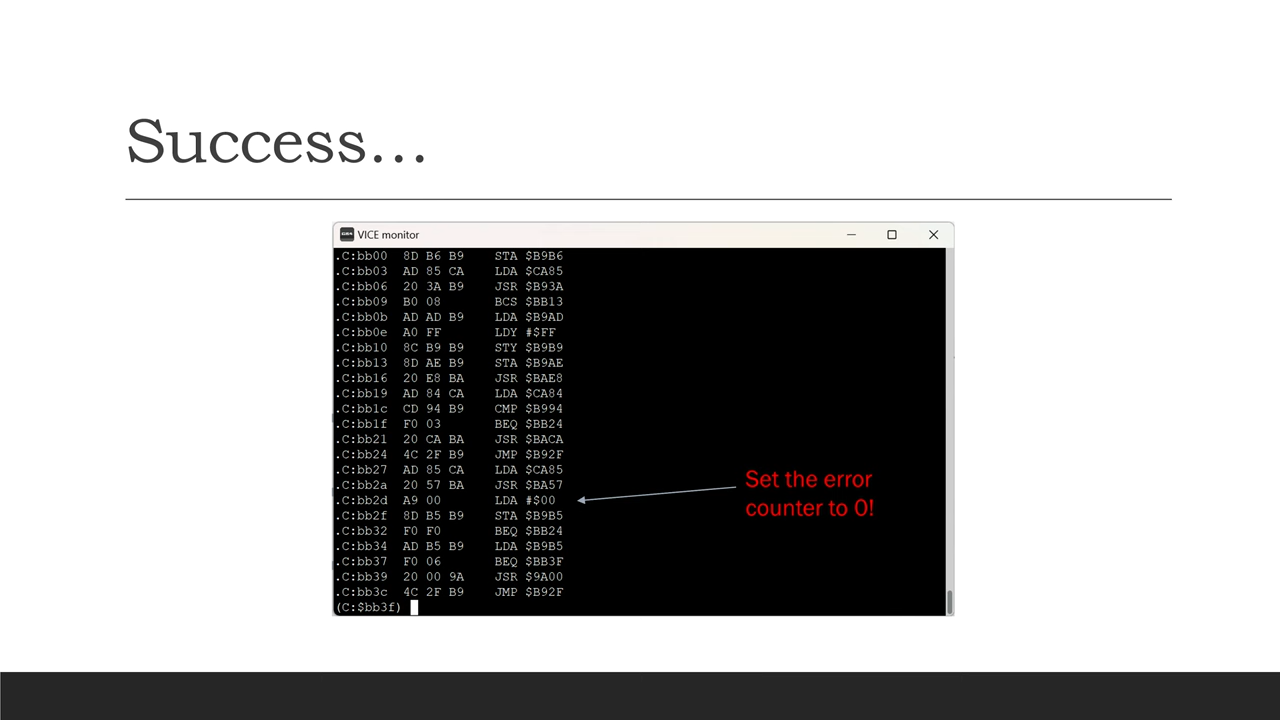 Success…
VICE monitor
.C:bb00  8D B6 B9    STA $B9B6
.C:bb03  AD 85 CA    LDA $CA85
.C:bb06  20 3A B9    JSR $B93A
.C:bb09  B0 08       BCS $BB13
.C:bb0b  AD AD B9    LDA $B9AD
.C:bb0e  A0 FF       LDY #$FF
.C:bb10  8C B9 B9    STY $B9B9
.C:bb13  8D AE B9    STA $B9AE
.C:bb16  20 E8 BA    JSR $BAE8
.C:bb19  AD 84 CA    LDA $CA84
.C:bb1c  CD 94 B9    CMP $B994
.C:bb1f  F0 03       BEQ $BB24
.C:bb21  20 CA BA    JSR $BACA
.C:bb24  4C 2F B9    JMP $B92F
.C:bb27  AD 85 CA    LDA $CA85
.C:bb2a  20 57 BA    JSR $BA57
.C:bb2d  A9 00       LDA #$00
.C:bb2f  8D B5 B9    STA $B9B5
.C:bb32  F0 F0       BEQ $BB24
.C:bb34  AD B5 B9    LDA $B9B5
.C:bb37  F0 06       BEQ $BB3F
.C:bb39  20 00 9A    JSR $9A00
.C:bb3c  4C 2F B9    JMP $B92F
(C:$bb3f)
Set the error
counter to 0!